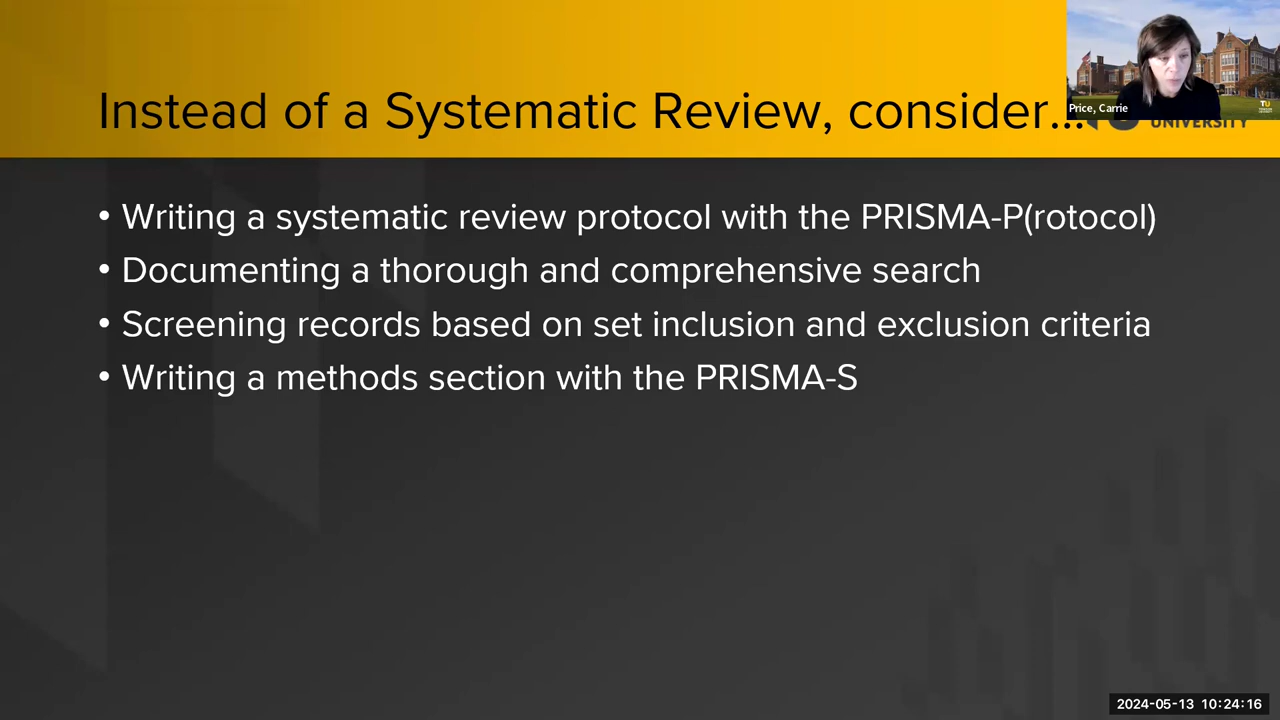 Instead of a Systematic Review, consider...
Price, Carrie
TU
UNIVERSITY
• Writing a systematic review protocol with the PRISMA-P(rotocol)
• Documenting a thorough and comprehensive search
• Screening records based on set inclusion and exclusion criteria
• Writing a methods section with the PRISMA-S
2024-05-13 10:24:16